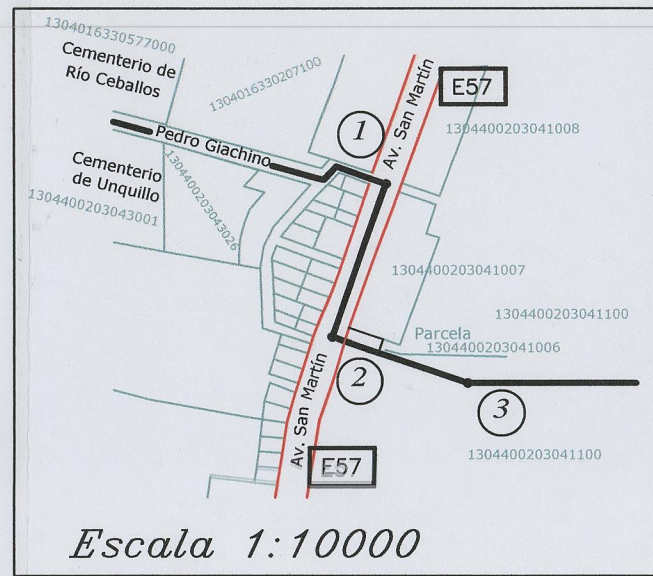 1304016330577000
Cementerio de
Río Ceballos
1304016330207100
Av. San Martín
E57
1
1304400203041008
Pedro Giachino
Cementerio
de Unquillo
1304400203043001
1304400203043026
1304400203041007
1304400203041100
Parcela
1304400203041006
2
3
Av. San Martín
E57
1304400203041100
Escala 1:10000